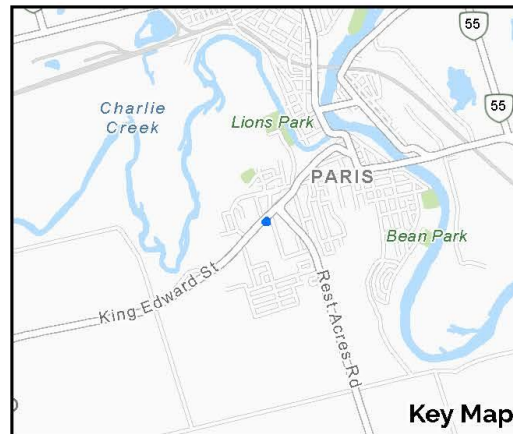 55
Charlie
Creek
Lions Park
55
PARIS
Bean Park
King Edward St
Rest Acres Rd
Key Map